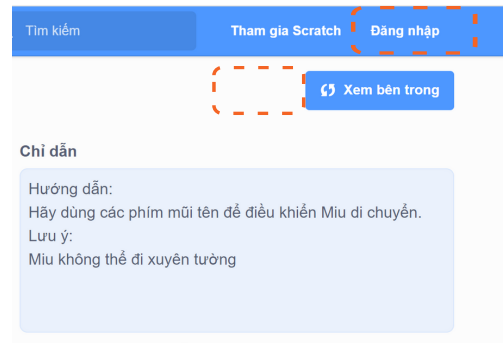 Tìm kiếm
Tham gia Scratch
Đăng nhập
Xem bên trong
Chỉ dẫn
Hướng dẫn:
Hãy dùng các phím mũi tên để điều khiển Miu di chuyển.
Lưu ý:
Miu không thể đi xuyên tường